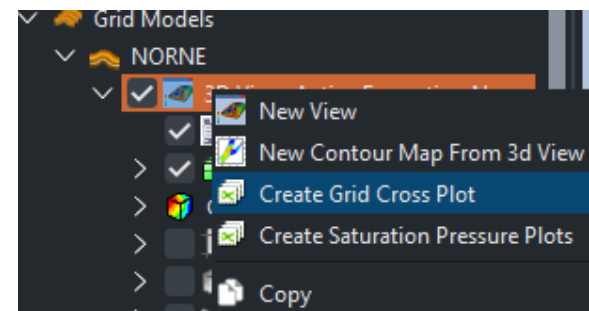 Grid Models
NORNE
New View
New Contour Map From 3d View
Create Grid Cross Plot
Create Saturation Pressure Plots
Copy